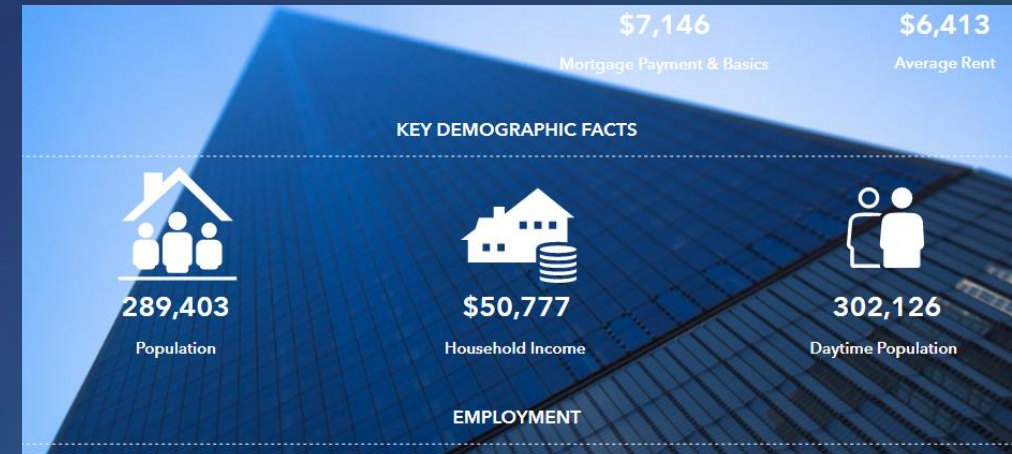 $7,146 $6,413
Mortgage Payment & Basics Average Rent
KEY DEMOGRAPHIC FACTS
289,403 $50,777 302,126
Population Household Income Daytime Population
EMPLOYMENT